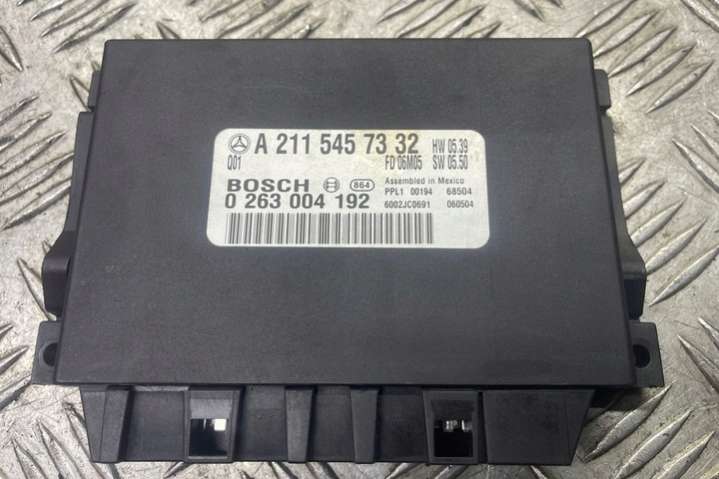 A 211 545 73 32 HW 05.39
Q01 FD 06M05 SW 05.50
BOSCH 864 Assembled in Mexico
PPL1 00194 68504
0 263 004 192 6002JC0691 060504